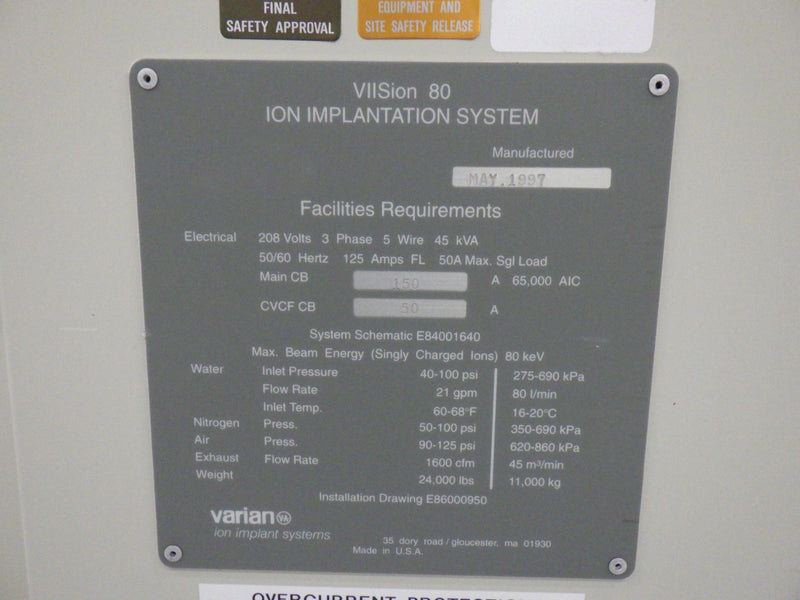 FINAL
SAFETY APPROVAL
EQUIPMENT AND
SITE SAFETY RELEASE
VIISion 80
ION IMPLANTATION SYSTEM
Manufactured
MAY.1997
Facilities Requirements
Electrical 208 Volts 3 Phase 5 Wire 45 kVA
50/60 Hertz 125 Amps FL 50A Max. Sgl Load
Main CB 150 A 65,000 AIC
CVCF CB 50 A
System Schematic E84001640
Max. Beam Energy (Singly Charged Ions) 80 keV
Water Inlet Pressure 40-100 psi 275-690 kPa
Flow Rate 21 gpm 80 l/min
Inlet Temp. 60-68°F 16-20°C
Nitrogen Press. 50-100 psi 350-690 kPa
Air Press. 90-125 psi 620-860 kPa
Exhaust Flow Rate 1600 cfm 45 m³/min
Weight 24,000 lbs 11,000 kg
Installation Drawing E86000950
varian VA
ion implant systems
35 dory road / gloucester, ma 01930
Made in U.S.A.
OVERCURRENT